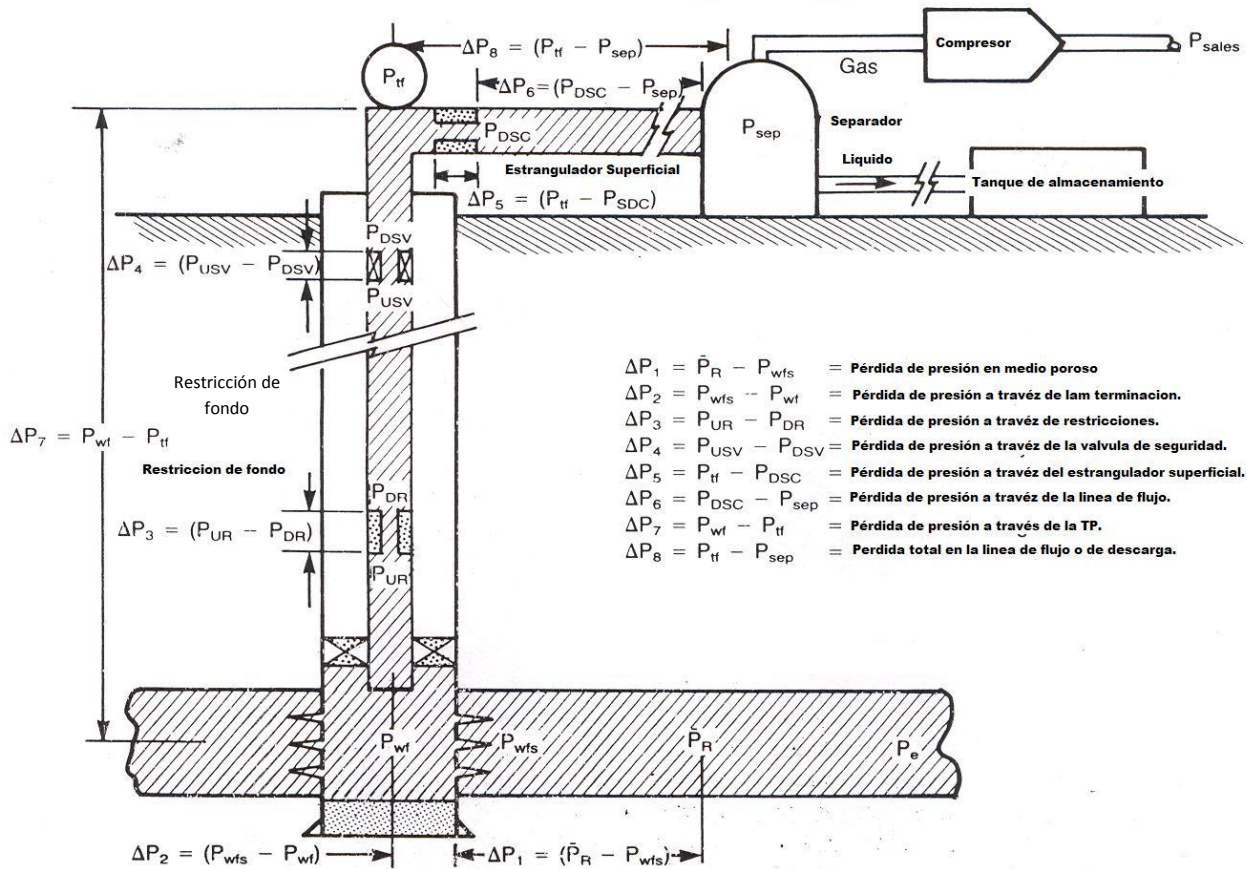 ΔP8 = (Ptf − Psep)
Ptf
Compresor
Psales
Gas
ΔP6=(PDSC − Psep)
PDSC
Psep
Separador
Estrangulador Superficial
Liquido
Tanque de almacenamiento
ΔP5 = (Ptf − PSDC)
PDSV
ΔP4 = (PUSV − PDSV)
PUSV
Restricción de
fondo
ΔP7 = Pwf − Ptf
Restriccion de fondo
PDR
ΔP3 = (PUR − PDR)
PUR
ΔP1 = P̄R − Pwfs = Pérdida de presión en medio poroso
ΔP2 = Pwfs − Pwf = Pérdida de presión a travéz de lam terminacion.
ΔP3 = PUR − PDR = Pérdida de presión a travéz de restricciones.
ΔP4 = PUSV − PDSV = Pérdida de presión a travéz de la valvula de seguridad.
ΔP5 = Ptf − PDSC = Pérdida de presión a travéz del estrangulador superficial.
ΔP6 = PDSC − Psep = Pérdida de presión a travéz de la linea de flujo.
ΔP7 = Pwf − Ptf = Pérdida de presión a través de la TP.
ΔP8 = Ptf − Psep = Perdida total en la linea de flujo o de descarga.
Pwf
Pwfs
P̄R
Pe
ΔP2 = (Pwfs − Pwf)
ΔP1 = (P̄R − Pwfs)